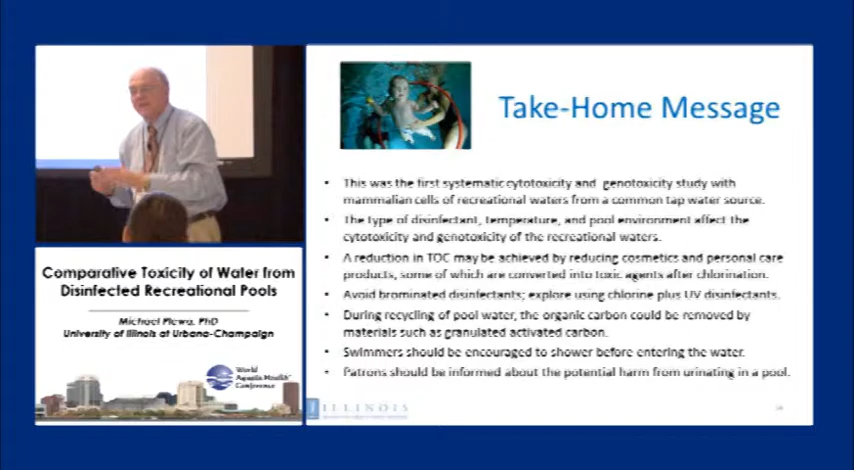 Take-Home Message
• This was the first systematic cytotoxicity and genotoxicity study with
mammalian cells of recreational waters from a common tap water source.
• The type of disinfectant, temperature, and pool environment affect the
cytotoxicity and genotoxicity of the recreational waters.
• A reduction in TOC may be achieved by reducing cosmetics and personal care
products, some of which are converted into toxic agents after chlorination.
• Avoid brominated disinfectants; explore using chlorine plus UV disinfectants.
• During recycling of pool water, the organic carbon could be removed by
materials such as granulated activated carbon.
• Swimmers should be encouraged to shower before entering the water.
• Patrons should be informed about the potential harm from urinating in a pool.
ILLINOIS
Comparative Toxicity of Water from
Disinfected Recreational Pools
Michael Plewa, PhD
University of Illinois at Urbana-Champaign
World
Aquatic Health™
Conference